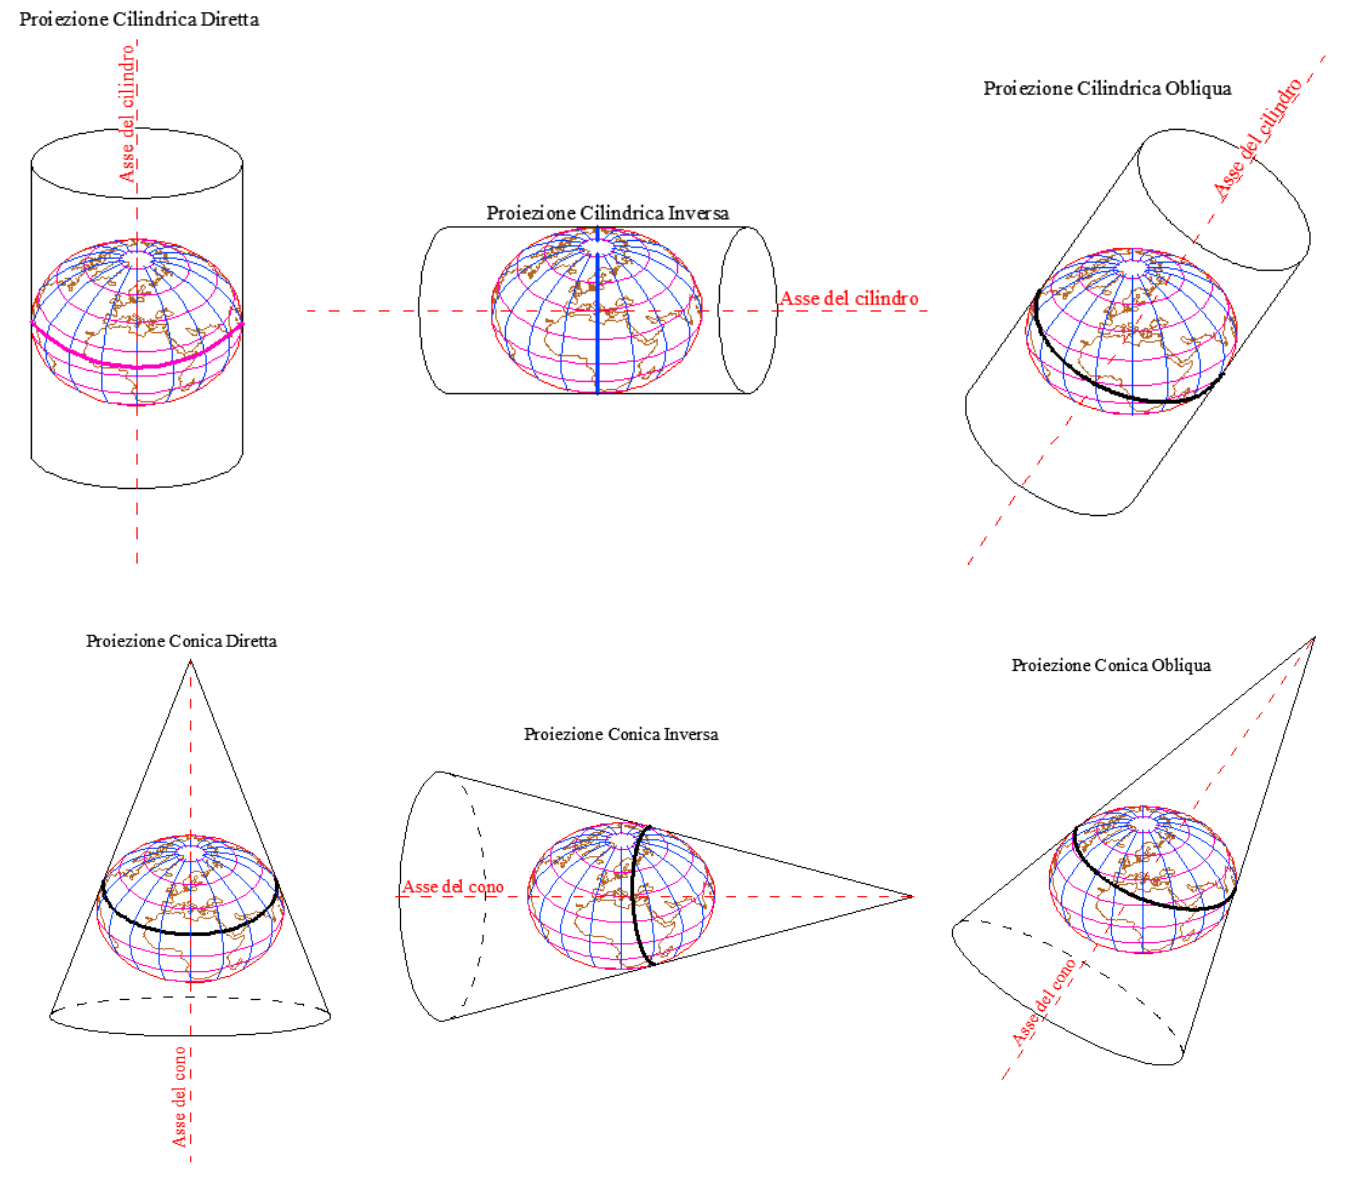 Proiezione Cilindrica Diretta
Asse del cilindro
Proiezione Cilindrica Inversa
Asse del cilindro
Proiezione Cilindrica Obliqua
Asse del cilindro
Proiezione Conica Diretta
Asse del cono
Proiezione Conica Inversa
Asse del cono
Proiezione Conica Obliqua
Asse del cono